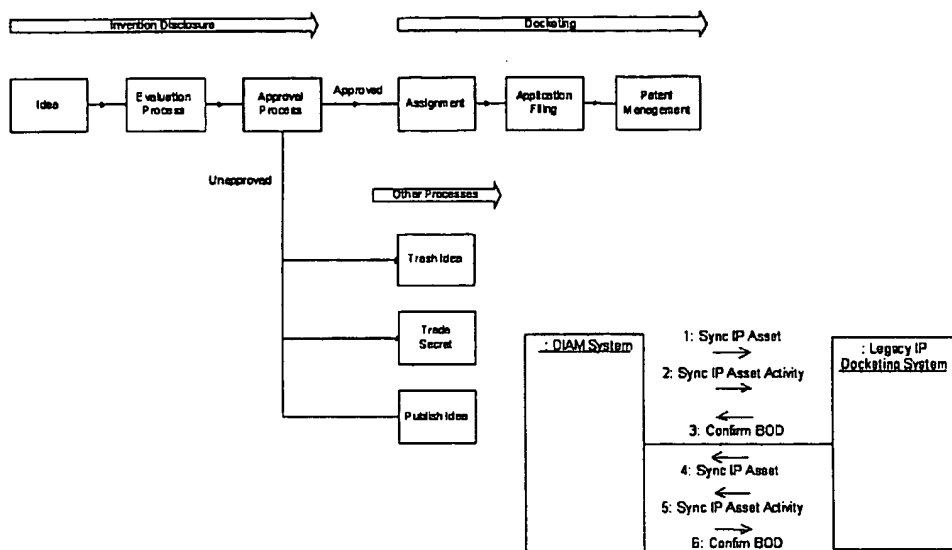 Invention Disclosure
Docketing
Idea
Evaluation
Process
Approval
Process
Approved
Assignment
Application
Filing
Patent
Management
Unapproved
Other Processes
Trash Idea
Trade
Secret
Publish Idea
: DIAM System
1: Sync IP Asset
2: Sync IP Asset Activity
3: Confirm BOD
4: Sync IP Asset
5: Sync IP Asset Activity
6: Confirm BOD
: Legacy IP
Docketing System